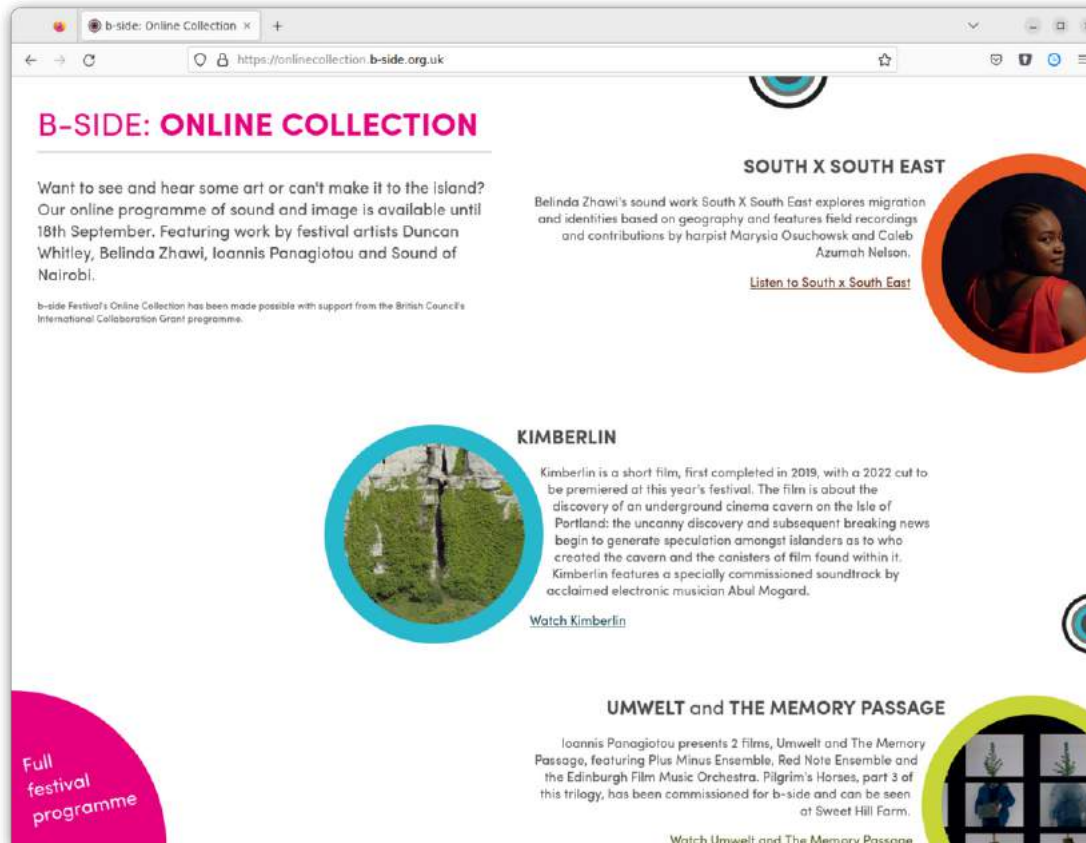 b-side: Online Collection
https://onlinecollection.b-side.org.uk
B-SIDE: ONLINE COLLECTION
Want to see and hear some art or can't make it to the island?
Our online programme of sound and image is available until
18th September. Featuring work by festival artists Duncan
Whitley, Belinda Zhawi, Ioannis Panagiotou and Sound of
Nairobi.
b-side Festival's Online Collection has been made possible with support from the British Council's
International Collaboration Grant programme.
SOUTH X SOUTH EAST
Belinda Zhawi's sound work South X South East explores migration
and identities based on geography and features field recordings
and contributions by harpist Marysia Osuchowsk and Caleb
Azumah Nelson.
Listen to South x South East
KIMBERLIN
Kimberlin is a short film, first completed in 2019, with a 2022 cut to
be premiered at this year's festival. The film is about the
discovery of an underground cinema cavern on the Isle of
Portland: the uncanny discovery and subsequent breaking news
begin to generate speculation amongst islanders as to who
created the cavern and the canisters of film found within it.
Kimberlin features a specially commissioned soundtrack by
acclaimed electronic musician Abul Mogard.
Watch Kimberlin
UMWELT and THE MEMORY PASSAGE
Ioannis Panagiotou presents 2 films, Umwelt and The Memory
Passage, featuring Plus Minus Ensemble, Red Note Ensemble and
the Edinburgh Film Music Orchestra. Pilgrim's Horses, part 3 of
this trilogy, has been commissioned for b-side and can be seen
at Sweet Hill Farm.
Watch Umwelt and The Memory Passage
Full
festival
programme